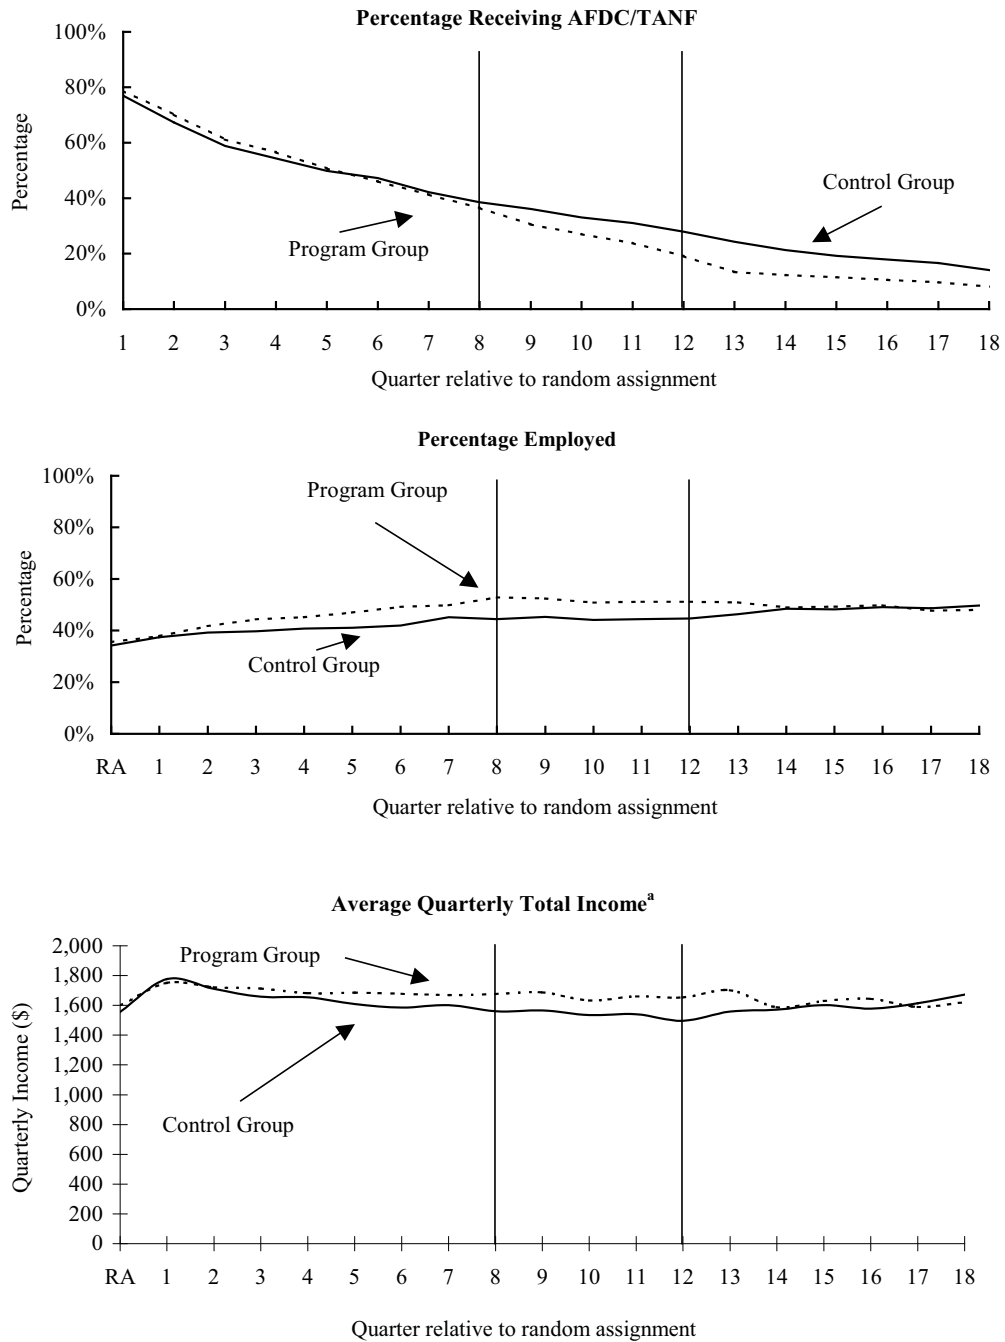 Percentage Receiving AFDC/TANF
100%
80%
60%
40%
20%
0%
Percentage
Control Group
Program Group
1 2 3 4 5 6 7 8 9 10 11 12 13 14 15 16 17 18
Quarter relative to random assignment
Percentage Employed
100%
80%
60%
40%
20%
0%
Percentage
Program Group
Control Group
RA 1 2 3 4 5 6 7 8 9 10 11 12 13 14 15 16 17 18
Quarter relative to random assignment
Average Quarterly Total Incomeᵃ
2,000
1,800
1,600
1,400
1,200
1,000
800
600
400
200
0
Quarterly Income ($)
Program Group
Control Group
RA 1 2 3 4 5 6 7 8 9 10 11 12 13 14 15 16 17 18
Quarter relative to random assignment